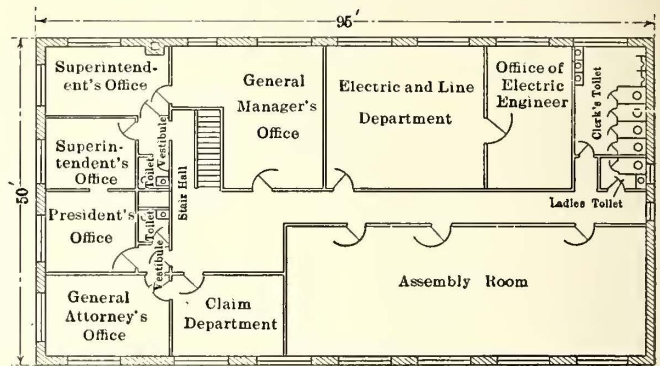 95′
50′
Superintend-
ent's Office
Superin-
tendent's
Office
President's
Office
General
Attorney's
Office
Vestibule
Toilet
Toilet
Vestibule
Stair Hall
General
Manager's
Office
Claim
Department
Electric and Line
Department
Office of
Electric
Engineer
Clerk's Toilet
Ladies Toilet
Assembly Room